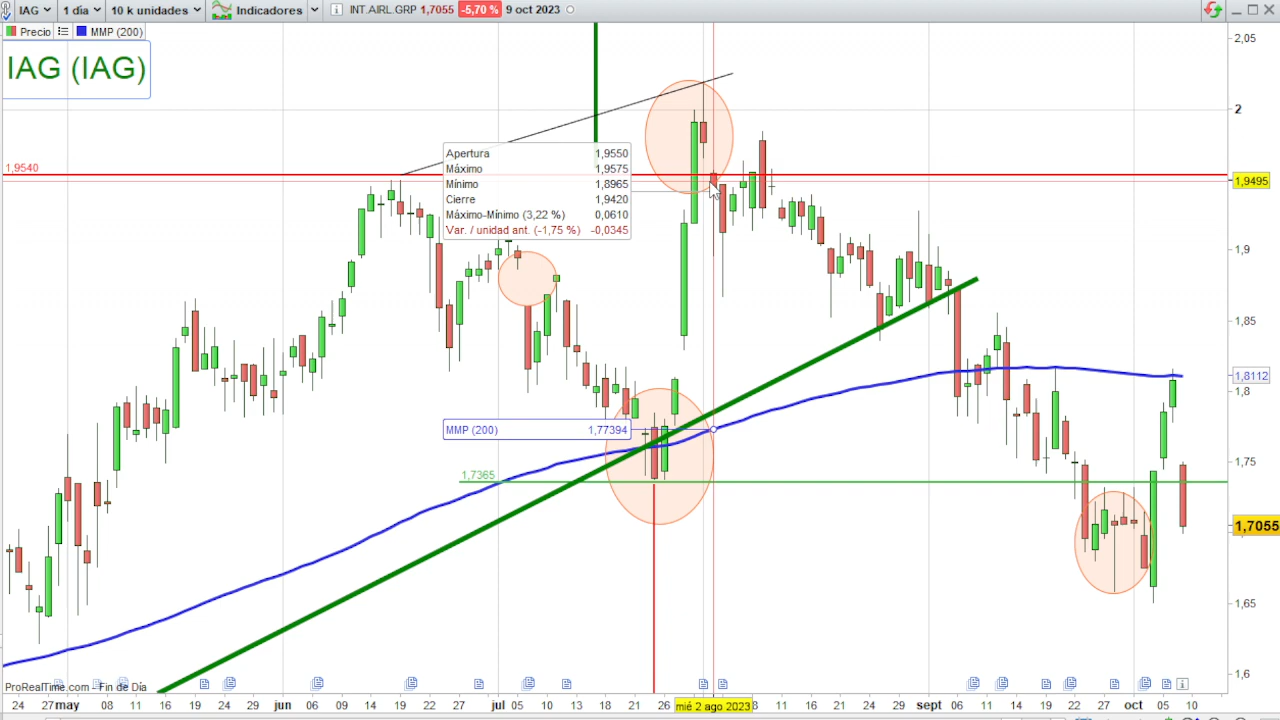 IAG 1 día 10 k unidades Indicadores INT.AIRL.GRP 1,7055 -5,70 % 9 oct 2023
Precio MMP (200)
IAG (IAG)
2,05
2
1,9540
1,9495
1,9
1,85
1,8112
1,8
1,75
1,7055
1,65
1,6
Apertura 1,9550
Máximo 1,9575
Mínimo 1,8965
Cierre 1,9420
Máximo-Mínimo (3,22 %) 0,0610
Var. / unidad ant. (-1,75 %) -0,0345
MMP (200) 1,77394
1,7365
ProRealTime.com - Fin de Día
24 27 may 08 11 16 19 24 29 jun 06 09 14 19 22 27 jul 05 10 13 18 21 26 mié 2 ago 2023 8 11 16 21 24 29 sept 06 11 14 19 22 27 oct 05 10